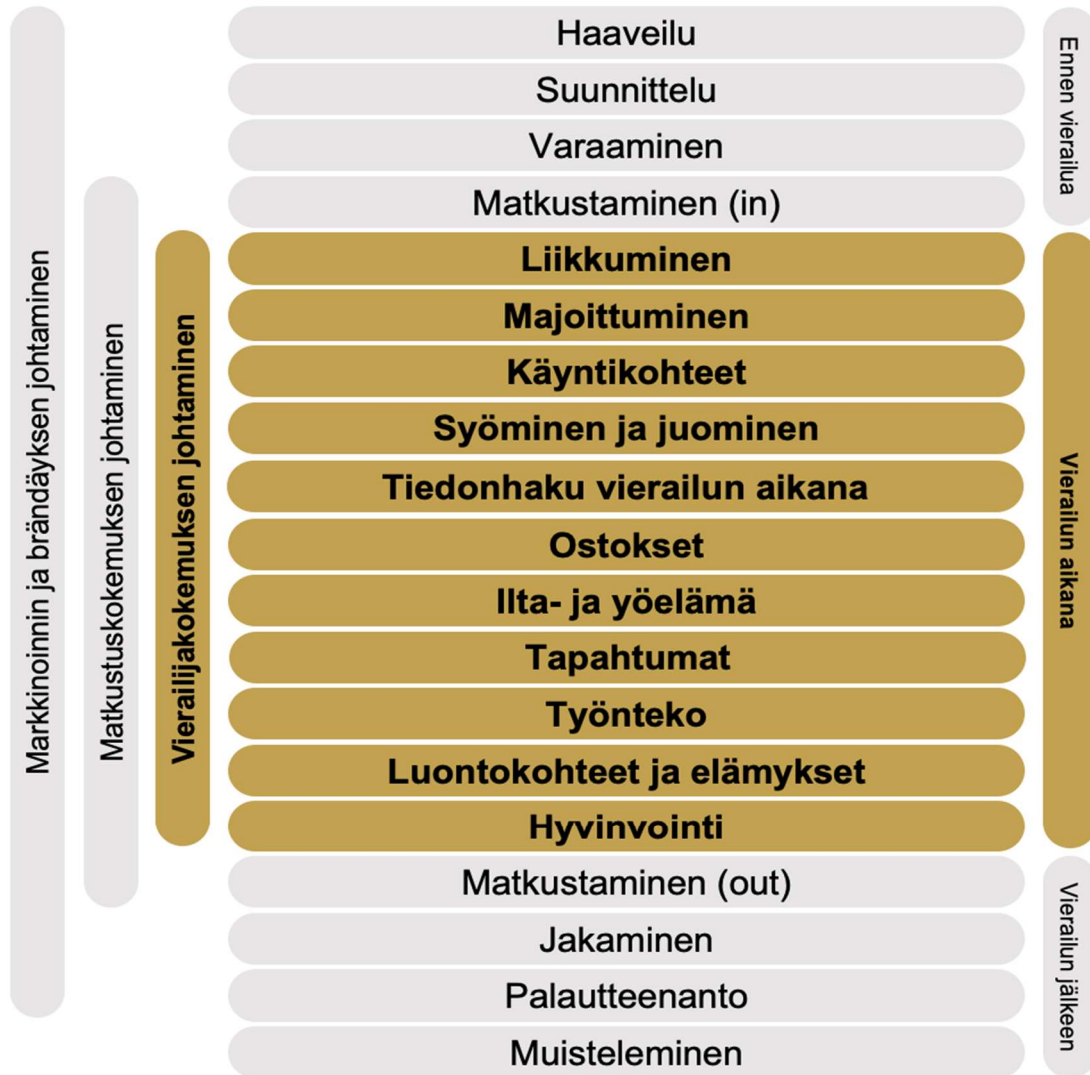 Markkinoinnin ja brändäyksen johtaminen
Matkustuskokemuksen johtaminen
Vierailijakokemuksen johtaminen
Haaveilu
Suunnittelu
Varaaminen
Matkustaminen (in)
Liikkuminen
Majoittuminen
Käyntikohteet
Syöminen ja juominen
Tiedonhaku vierailun aikana
Ostokset
Ilta- ja yöelämä
Tapahtumat
Työnteko
Luontokohteet ja elämykset
Hyvinvointi
Matkustaminen (out)
Jakaminen
Palautteenanto
Muisteleminen
Ennen vierailua
Vierailun aikana
Vierailun jälkeen